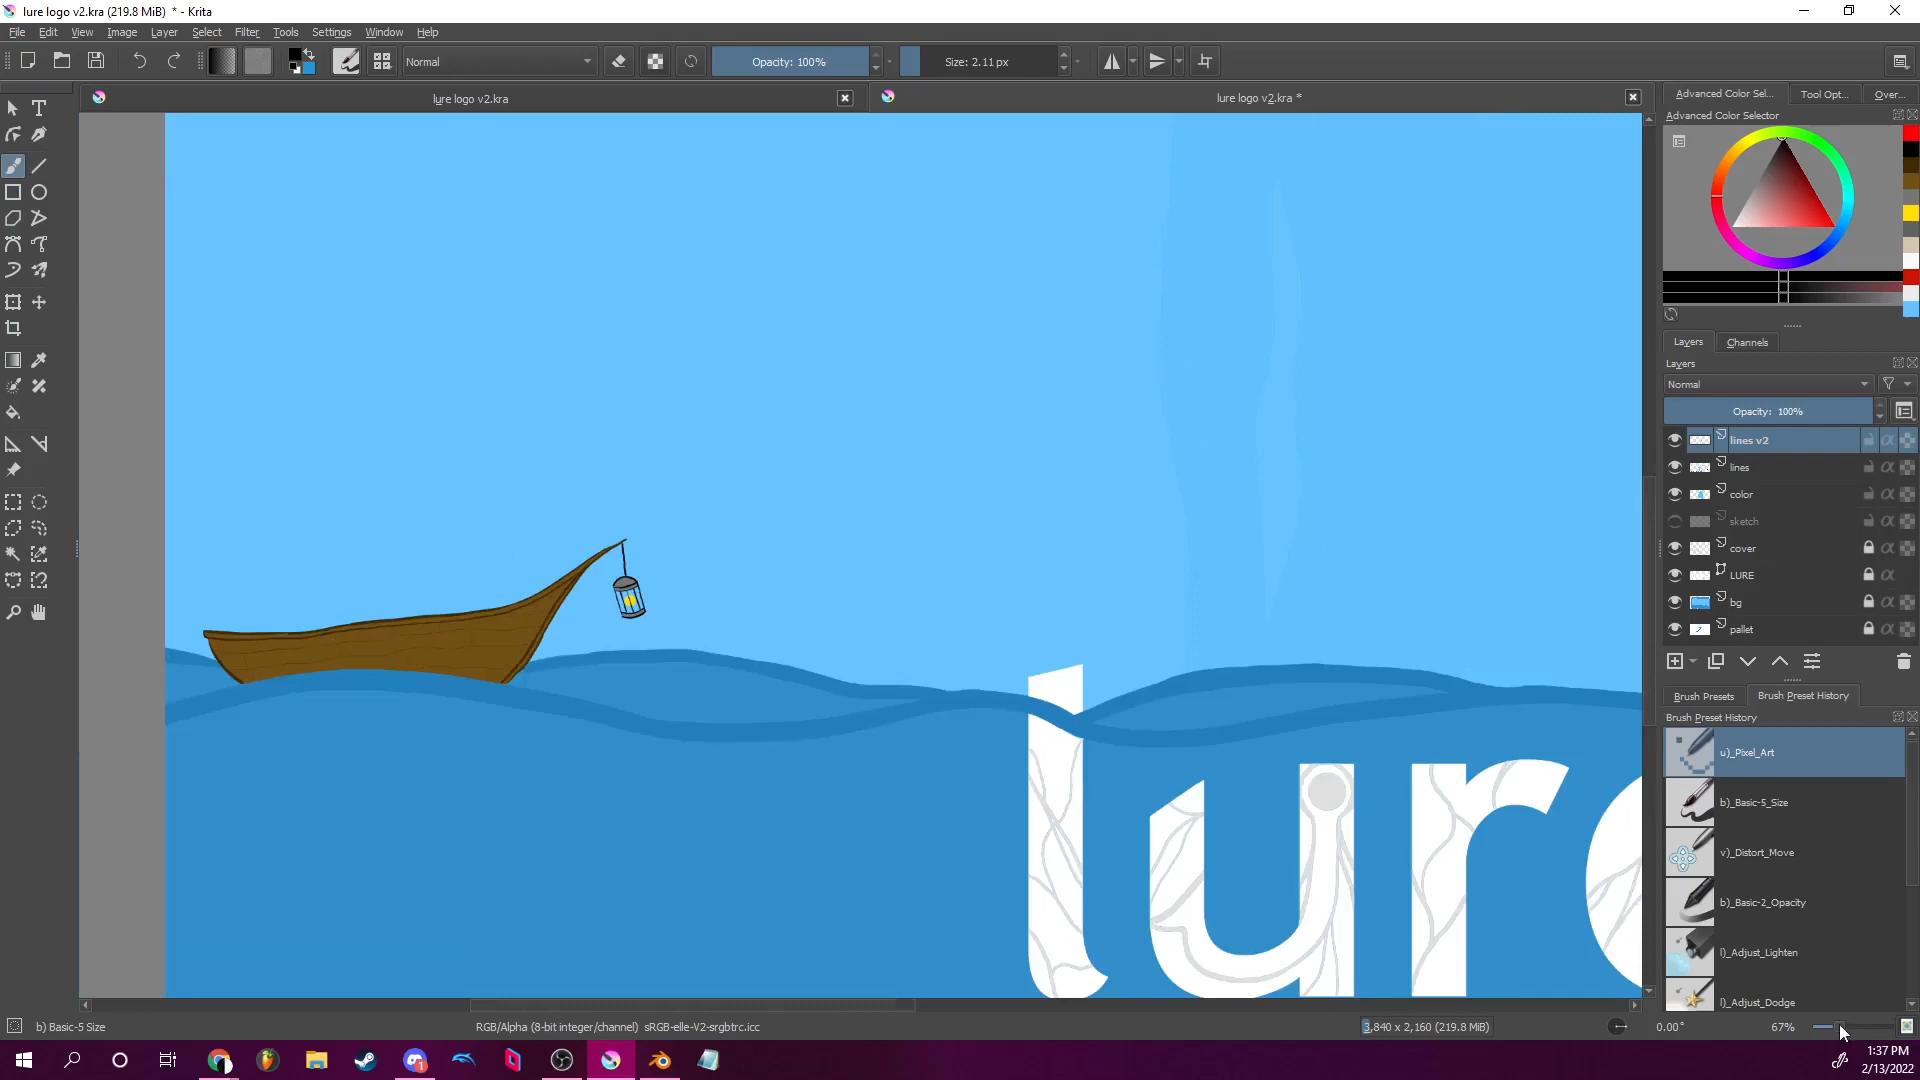 lure logo v2.kra (219.8 MiB) * - Krita
File Edit View Image Layer Select Filter Tools Settings Window Help
Normal
Opacity: 100%
Size: 2.11 px
lure logo v2.kra
lure logo v2.kra *
Advanced Color Sel...
Tool Opt...
Over...
Advanced Color Selector
Layers
Channels
Layers
Normal
Opacity: 100%
lines v2
lines
color
sketch
cover
LURE
bg
pallet
Brush Presets
Brush Preset History
Brush Preset History
u)_Pixel_Art
b)_Basic-5_Size
v)_Distort_Move
b)_Basic-2_Opacity
l)_Adjust_Lighten
l)_Adjust_Dodge
lure
b) Basic-5 Size
RGB/Alpha (8-bit integer/channel) sRGB-elle-V2-srgbtrc.icc
3,840 x 2,160 (219.8 MiB)
0.00°
67%
1
1:37 PM
2/13/2022